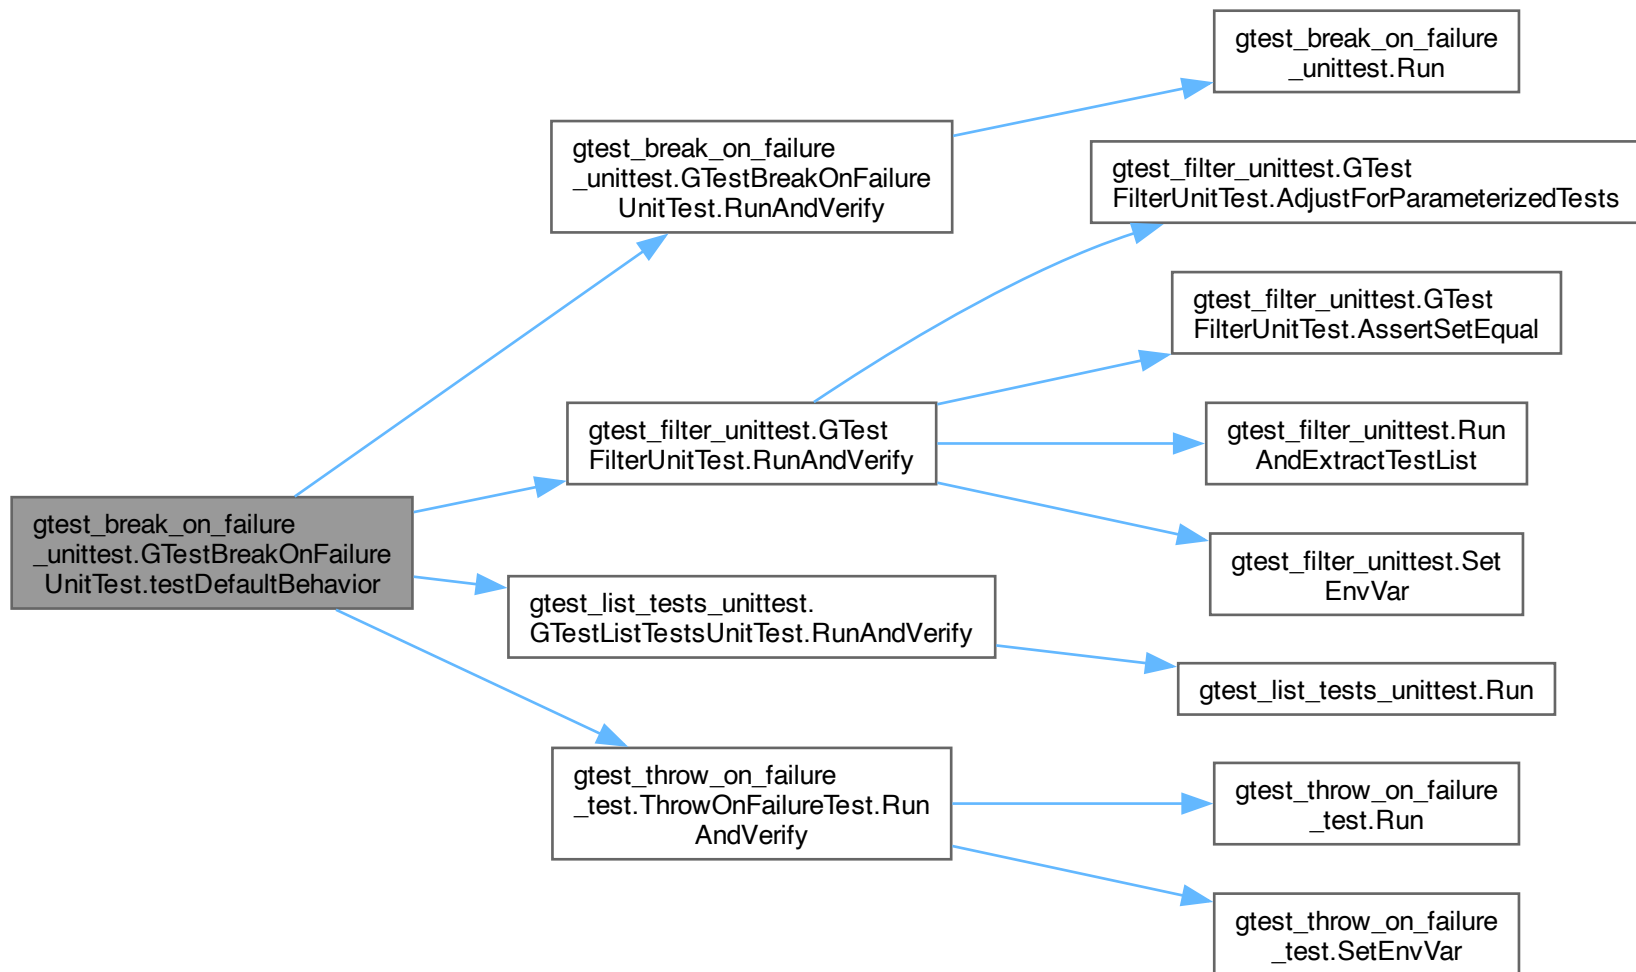 gtest_break_on_failure
_unittest.GTestBreakOnFailure
UnitTest.testDefaultBehavior
gtest_break_on_failure
_unittest.GTestBreakOnFailure
UnitTest.RunAndVerify
gtest_break_on_failure
_unittest.Run
gtest_filter_unittest.GTest
FilterUnitTest.RunAndVerify
gtest_filter_unittest.GTest
FilterUnitTest.AdjustForParameterizedTests
gtest_filter_unittest.GTest
FilterUnitTest.AssertSetEqual
gtest_filter_unittest.Run
AndExtractTestList
gtest_filter_unittest.Set
EnvVar
gtest_list_tests_unittest.
GTestListTestsUnitTest.RunAndVerify
gtest_list_tests_unittest.Run
gtest_throw_on_failure
_test.ThrowOnFailureTest.Run
AndVerify
gtest_throw_on_failure
_test.Run
gtest_throw_on_failure
_test.SetEnvVar